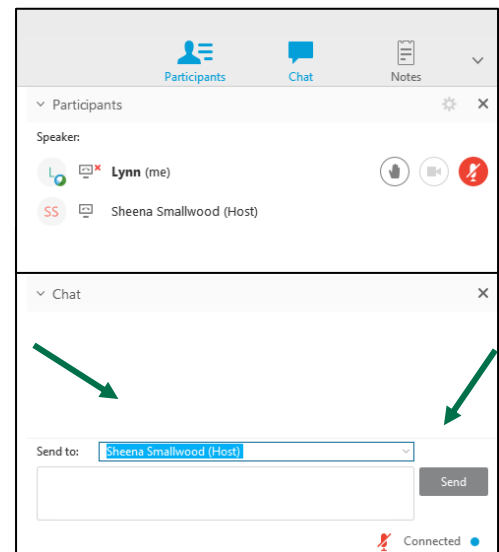 Participants Chat Notes
Participants
Speaker:
L Lynn (me)
SS Sheena Smallwood (Host)
Chat
Send to: Sheena Smallwood (Host)
Send
Connected